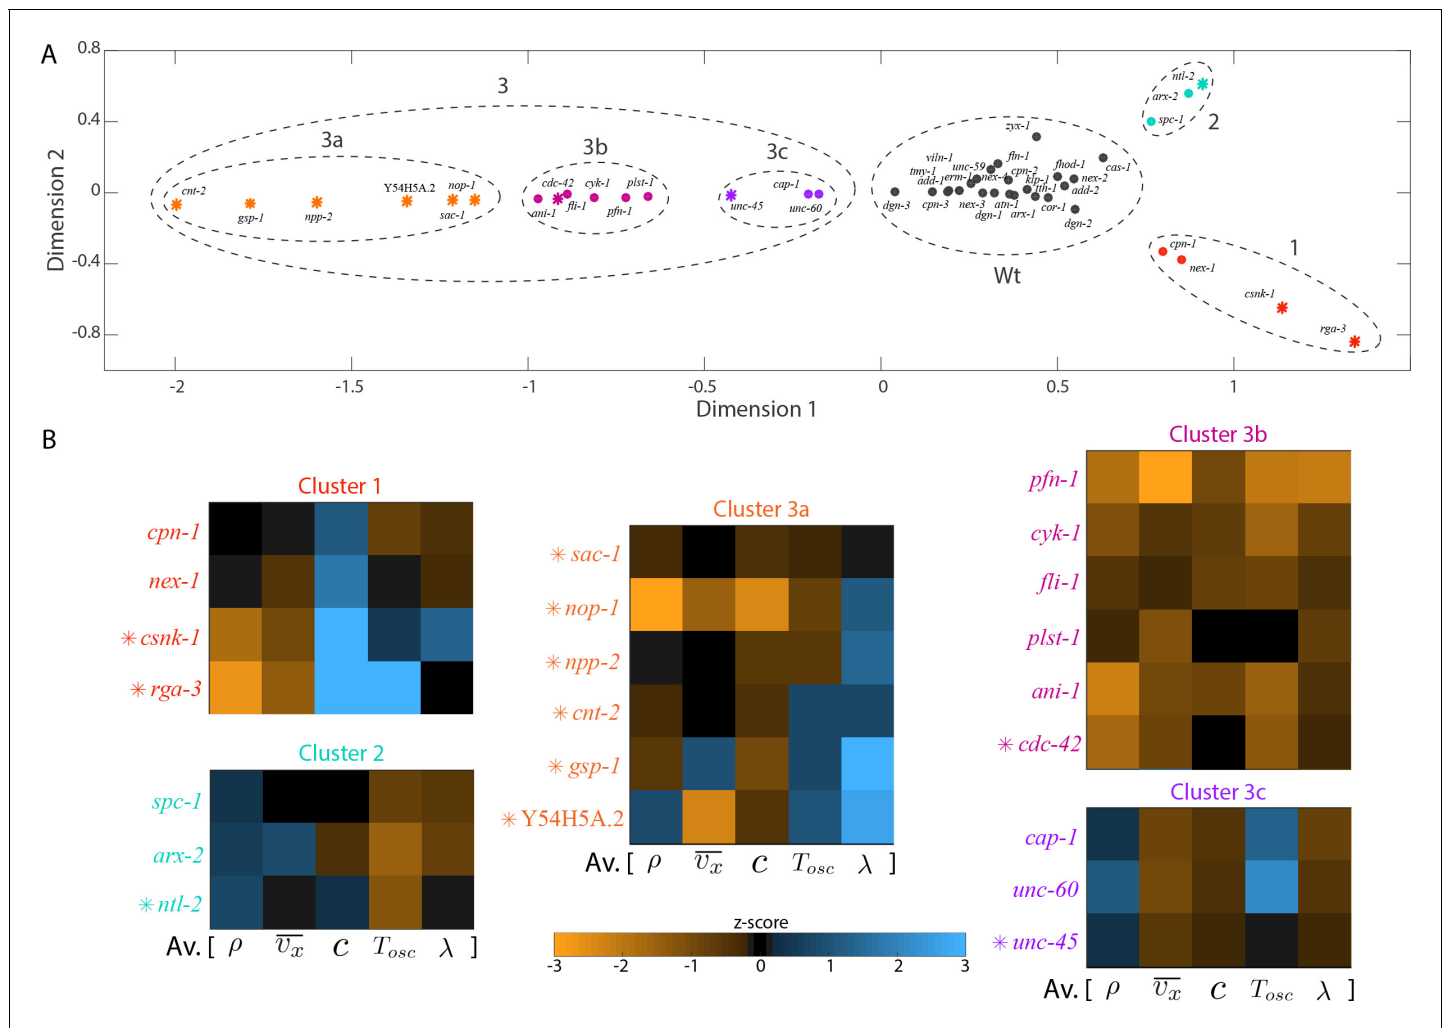 A
Dimension 2
0.8
0.4
0
-0.4
-0.8
-2
-1.5
-1
-0.5
0
0.5
1
Dimension 1
3
3a
3b
3c
Wt
2
1
cnt-2
gsp-1
npp-2
Y54H5A.2
nop-1
sac-1
cdc-42
ani-1
fli-1
cyk-1
pfn-1
plst-1
unc-45
cap-1
unc-60
zyx-1
viln-1
fln-1
tmy-1
unc-59
cpn-2
fhod-1
cas-1
add-1
erm-1
nex-4
klp-1
tth-1
nex-2
add-2
dgn-3
cpn-3
nex-3
atn-1
dgn-1
arx-1
cor-1
dgn-2
ntl-2
arx-2
spc-1
cpn-1
nex-1
csnk-1
rga-3
B
Cluster 1
cpn-1
nex-1
✳ csnk-1
✳ rga-3
Cluster 2
spc-1
arx-2
✳ ntl-2
Av. [ ρ v̅ₓ c Tₒₛc λ ]
Cluster 3a
✳ sac-1
✳ nop-1
✳ npp-2
✳ cnt-2
✳ gsp-1
✳ Y54H5A.2
Av. [ ρ v̅ₓ c Tₒₛc λ ]
z-score
-3 -2 -1 0 1 2 3
Cluster 3b
pfn-1
cyk-1
fli-1
plst-1
ani-1
✳ cdc-42
Cluster 3c
cap-1
unc-60
✳ unc-45
Av. [ ρ v̅ₓ c Tₒₛc λ ]